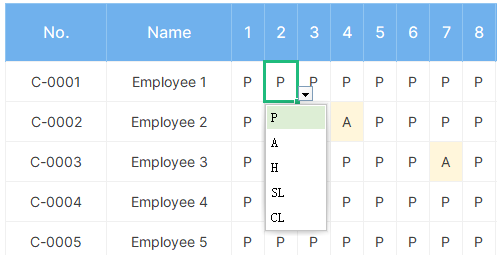 No. Name 1 2 3 4 5 6 7 8
C-0001 Employee 1 P P P P P P P P
C-0002 Employee 2 P A P P P P
C-0003 Employee 3 P P P P A P
C-0004 Employee 4 P P P P P P
C-0005 Employee 5 P P P P P P P P
P
A
H
SL
CL